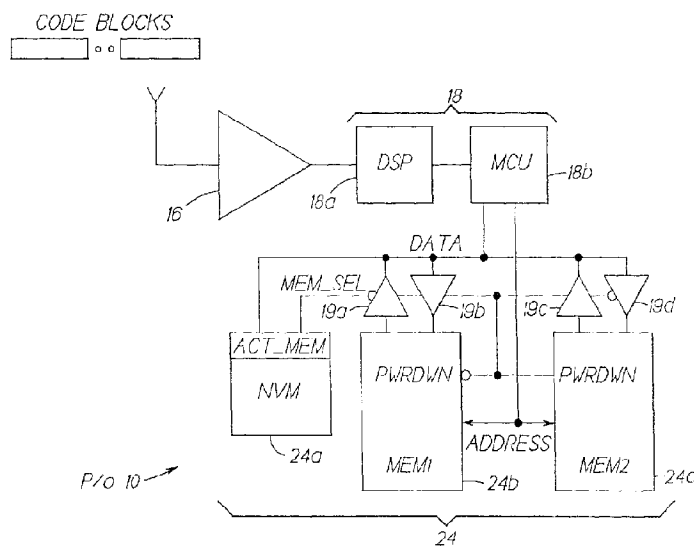 CODE BLOCKS
18
DSP
MCU
16
18a
18b
DATA
MEM_SEL
19a
19b
19c
19d
ACT_MEM
NVM
PWRDWN
PWRDWN
24a
ADDRESS
MEM1
MEM2
P/O 10
24b
24c
24